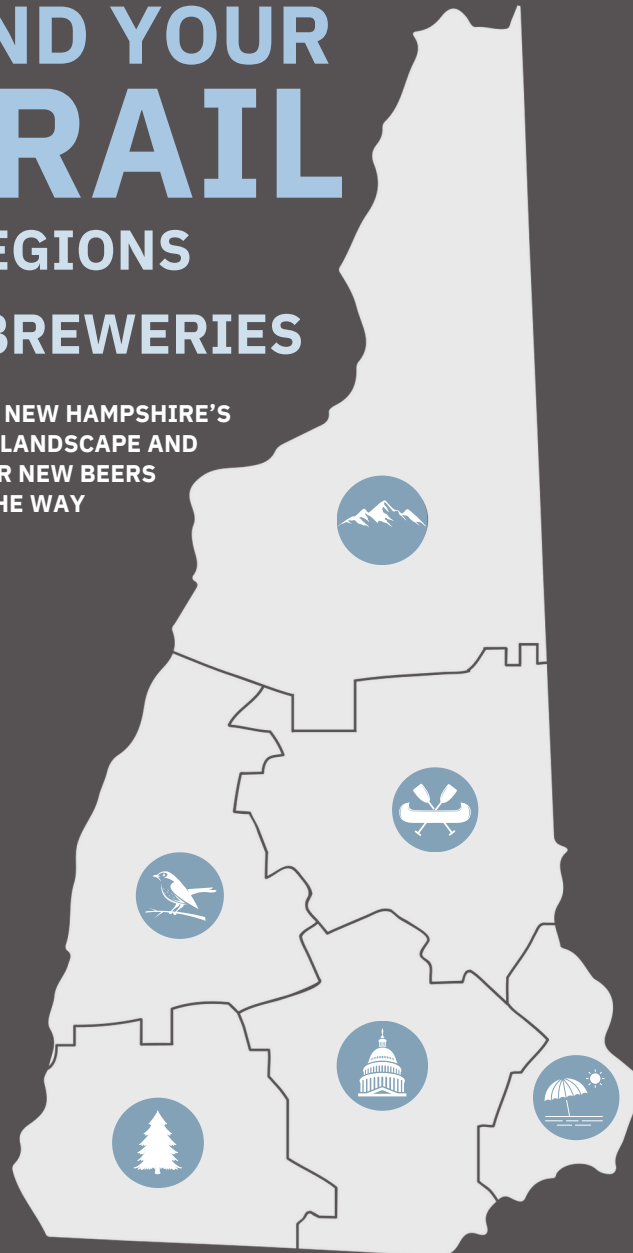 ND YOUR
RAIL
EGIONS
BREWERIES
NEW HAMPSHIRE'S
LANDSCAPE AND
R NEW BEERS
HE WAY